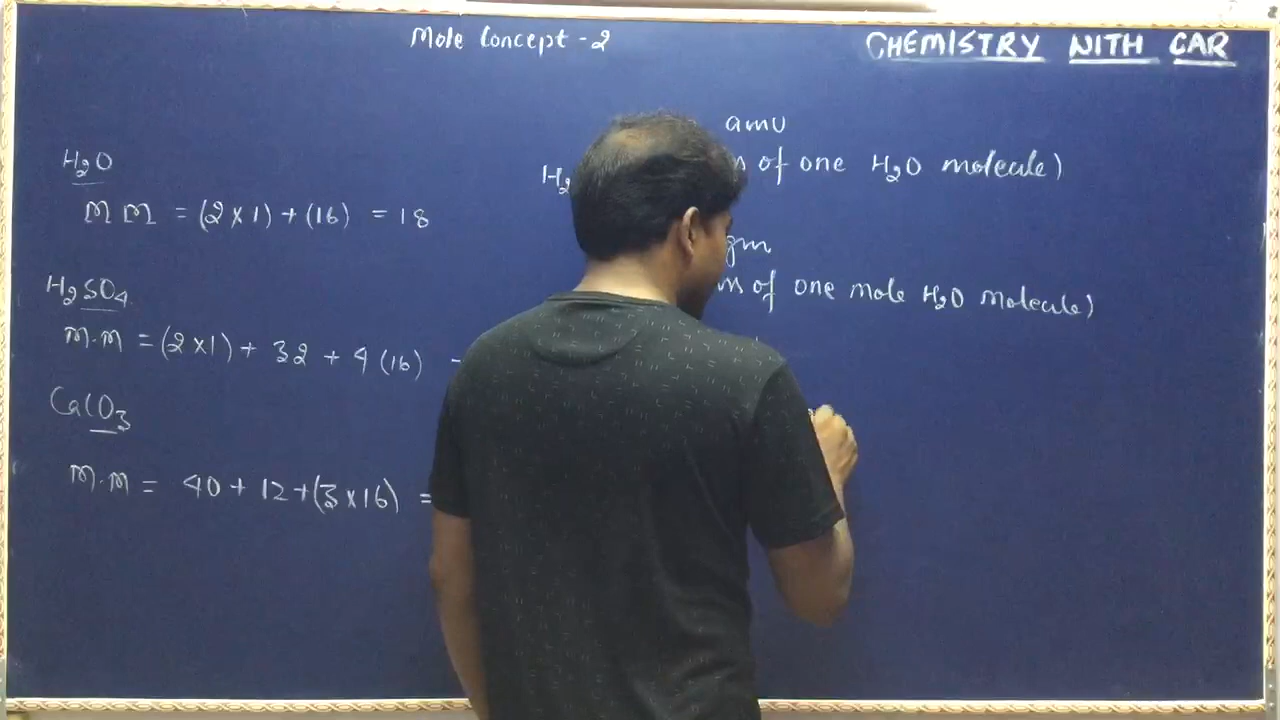 Mole Concept - 2
CHEMISTRY WITH CAR
H2O
M M = (2 x 1) + (16) = 18
H2SO4
M.M = (2 x 1) + 32 + 4 (16)
CaCO3
M.M = 40 + 12 + (3 x 16) =
amu
H2
of one H2O molecule)
gm
of one mole H2O molecule)